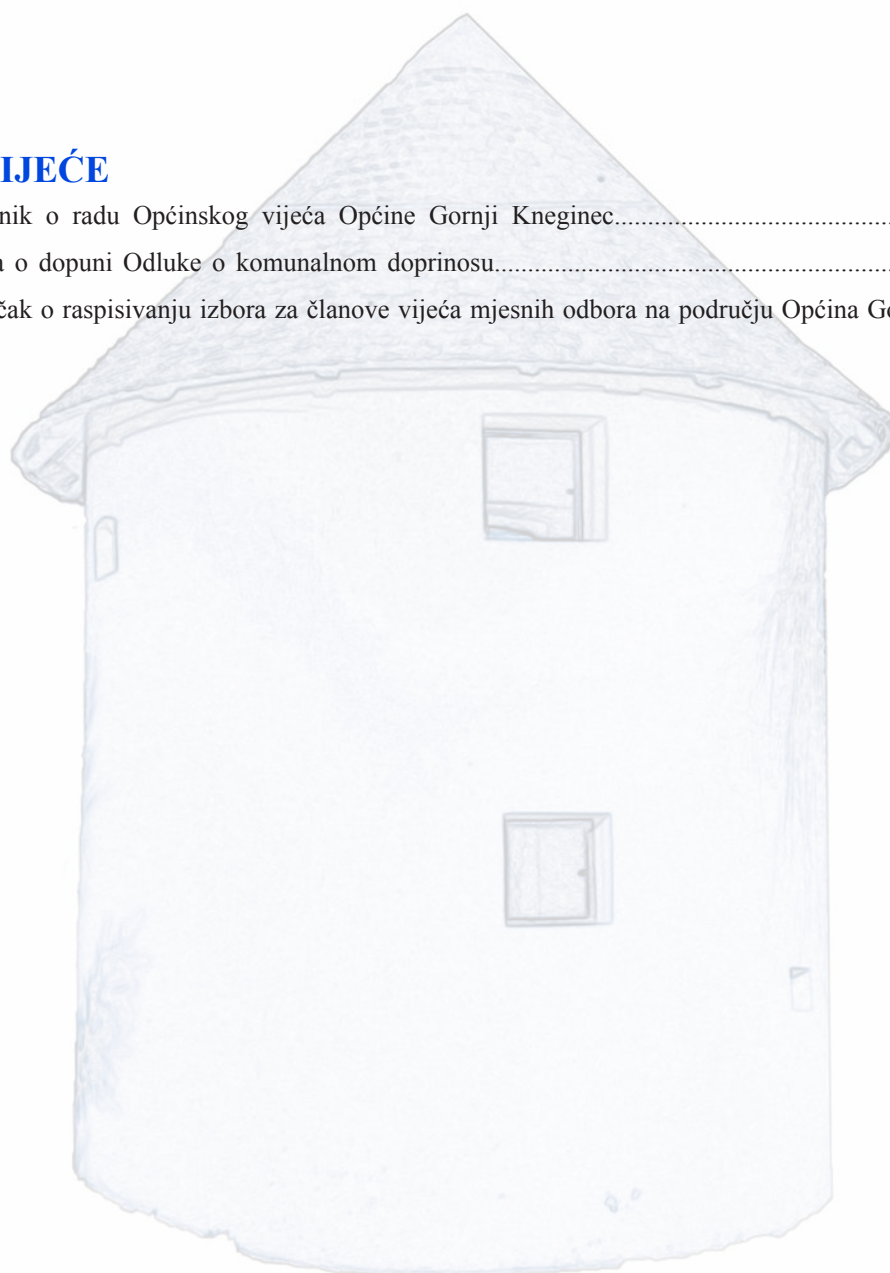 IJEĆE
nik o radu Općinskog vijeća Općine Gornji Kneginec.......................................
a o dopuni Odluke o komunalnom doprinosu........................................................
čak o raspisivanju izbora za članove vijeća mjesnih odbora na području Općina Go